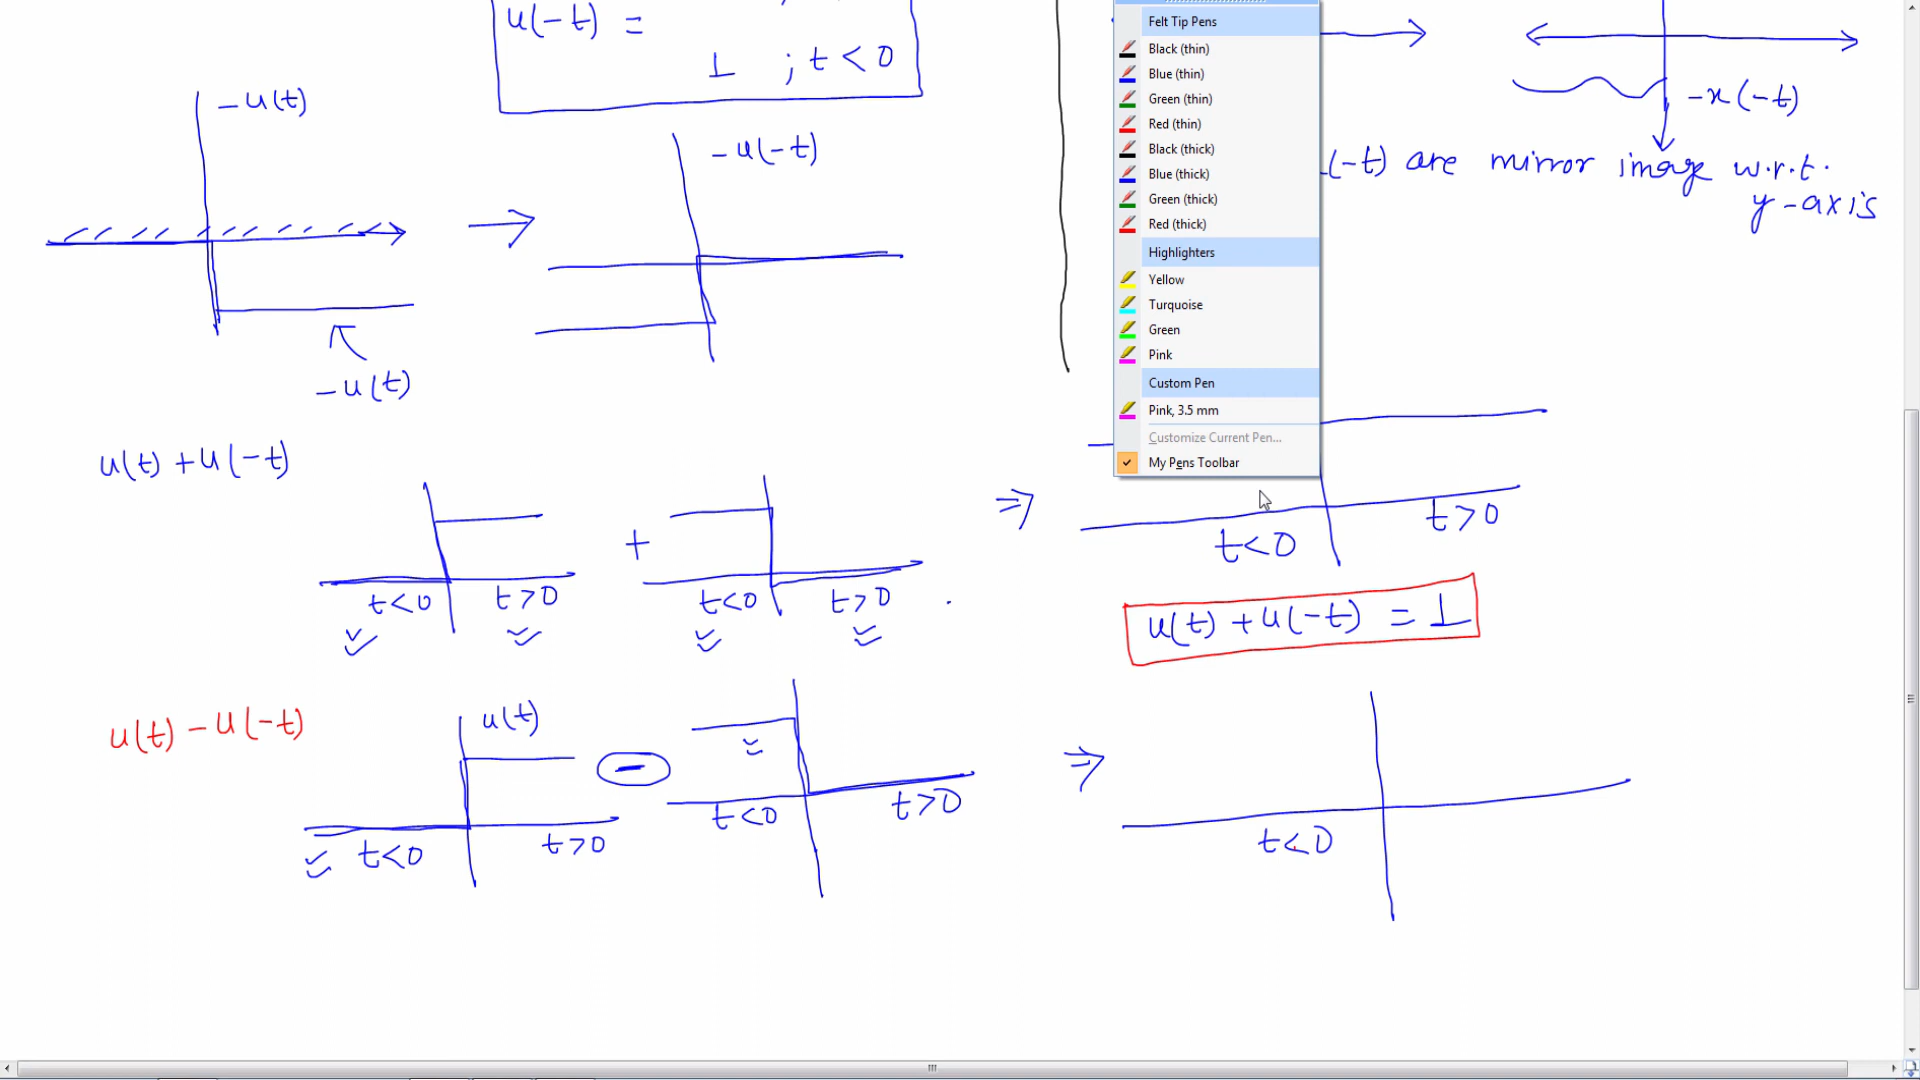 u(-t) =
1 ; t < 0
-u(t)
-u(-t)
-u(t)
-x(-t)
(-t) are mirror image w.r.t.
y-axis
Felt Tip Pens
Black (thin)
Blue (thin)
Green (thin)
Red (thin)
Black (thick)
Blue (thick)
Green (thick)
Red (thick)
Highlighters
Yellow
Turquoise
Green
Pink
Custom Pen
Pink, 3.5 mm
Customize Current Pen...
My Pens Toolbar
u(t) + u(-t)
+
⇒
t<0 t>0
t<0 t>0
t<0 t>0
u(t) + u(-t) = 1
u(t) - u(-t)
u(t)
-
⇒
t<0 t>0
t<0 t>0
t<0